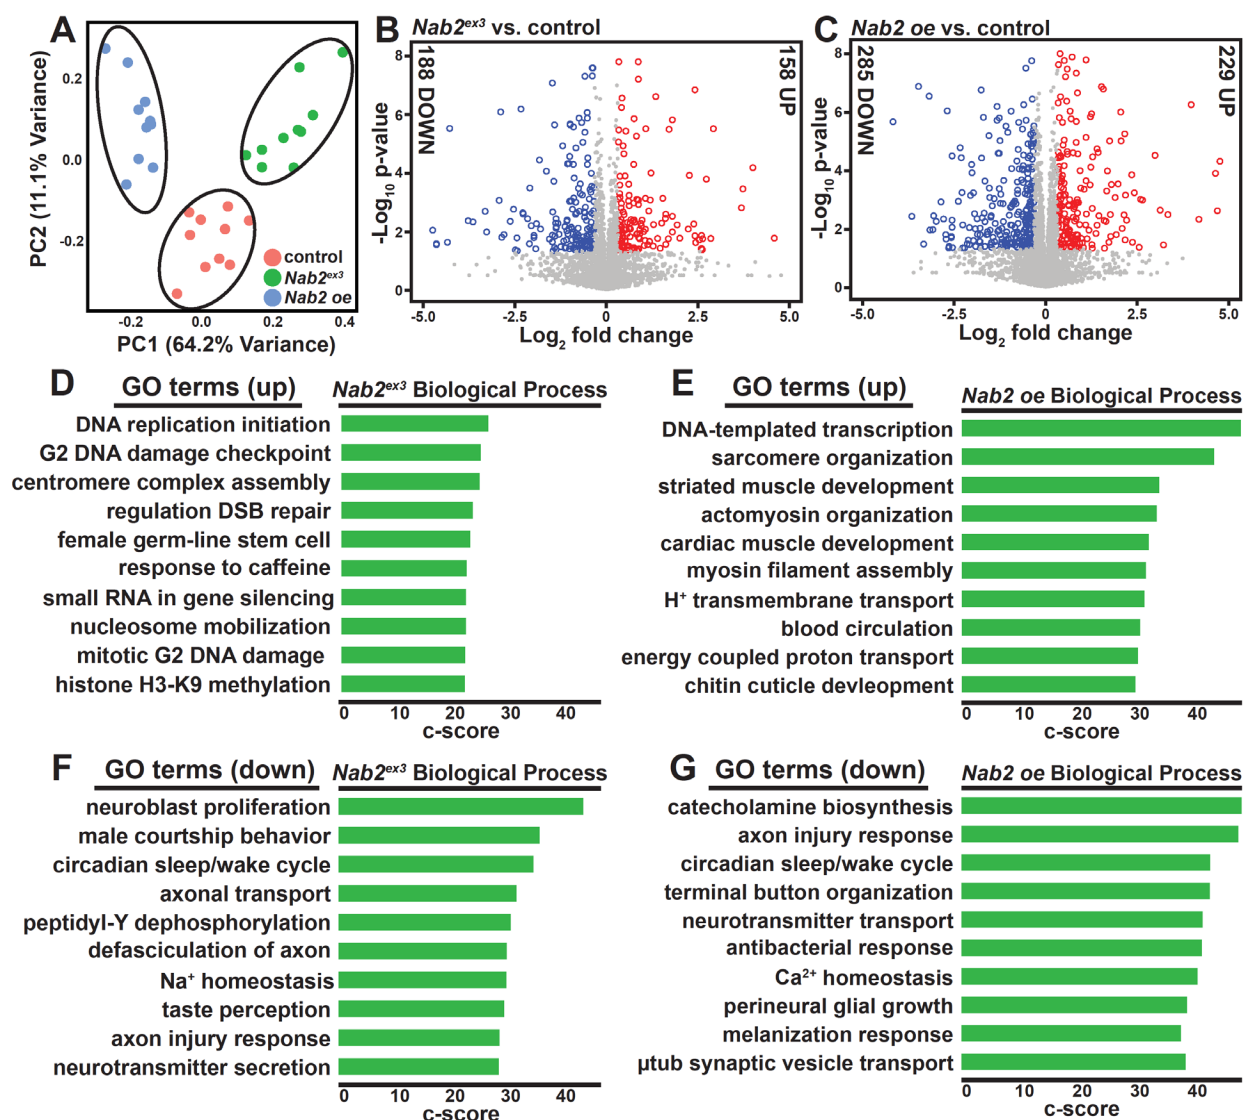 A
PC2 (11.1% Variance)
0.2
0.0
-0.2
control
Nab2ex3
Nab2 oe
-0.2 0.0 0.2 0.4
PC1 (64.2% Variance)
B Nab2ex3 vs. control
188 DOWN
158 UP
-Log10 p-value
8
6
4
2
0
-5.0 -2.5 0.0 2.5 5.0
Log2 fold change
C Nab2 oe vs. control
285 DOWN
229 UP
-Log10 p-value
8
6
4
2
0
-5.0 -2.5 0.0 2.5 5.0
Log2 fold change
D GO terms (up) Nab2ex3 Biological Process
DNA replication initiation
G2 DNA damage checkpoint
centromere complex assembly
regulation DSB repair
female germ-line stem cell
response to caffeine
small RNA in gene silencing
nucleosome mobilization
mitotic G2 DNA damage
histone H3-K9 methylation
0 10 20 30 40
c-score
E GO terms (up) Nab2 oe Biological Process
DNA-templated transcription
sarcomere organization
striated muscle development
actomyosin organization
cardiac muscle development
myosin filament assembly
H+ transmembrane transport
blood circulation
energy coupled proton transport
chitin cuticle devleopment
0 10 20 30 40
c-score
F GO terms (down) Nab2ex3 Biological Process
neuroblast proliferation
male courtship behavior
circadian sleep/wake cycle
axonal transport
peptidyl-Y dephosphorylation
defasciculation of axon
Na+ homeostasis
taste perception
axon injury response
neurotransmitter secretion
0 10 20 30 40
c-score
G GO terms (down) Nab2 oe Biological Process
catecholamine biosynthesis
axon injury response
circadian sleep/wake cycle
terminal button organization
neurotransmitter transport
antibacterial response
Ca2+ homeostasis
perineural glial growth
melanization response
µtub synaptic vesicle transport
0 10 20 30 40
c-score